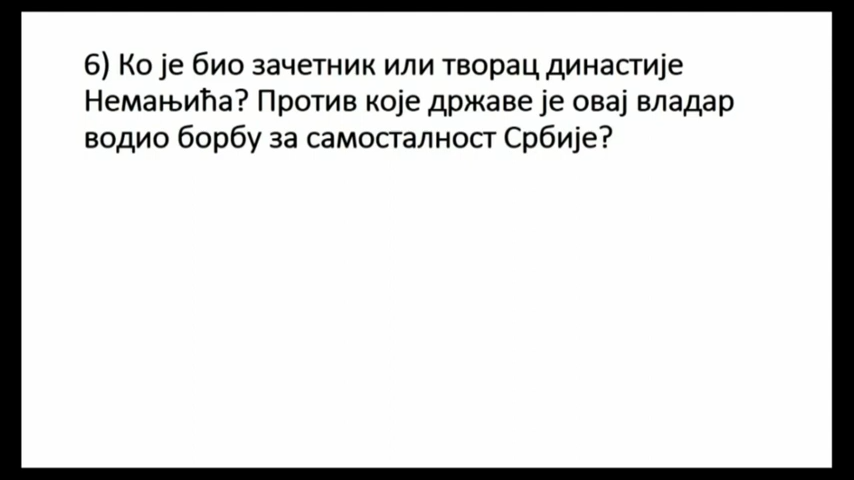 6) Ко је био зачетник или творац династије
Немањића? Против које државе је овај владар
водио борбу за самосталност Србије?